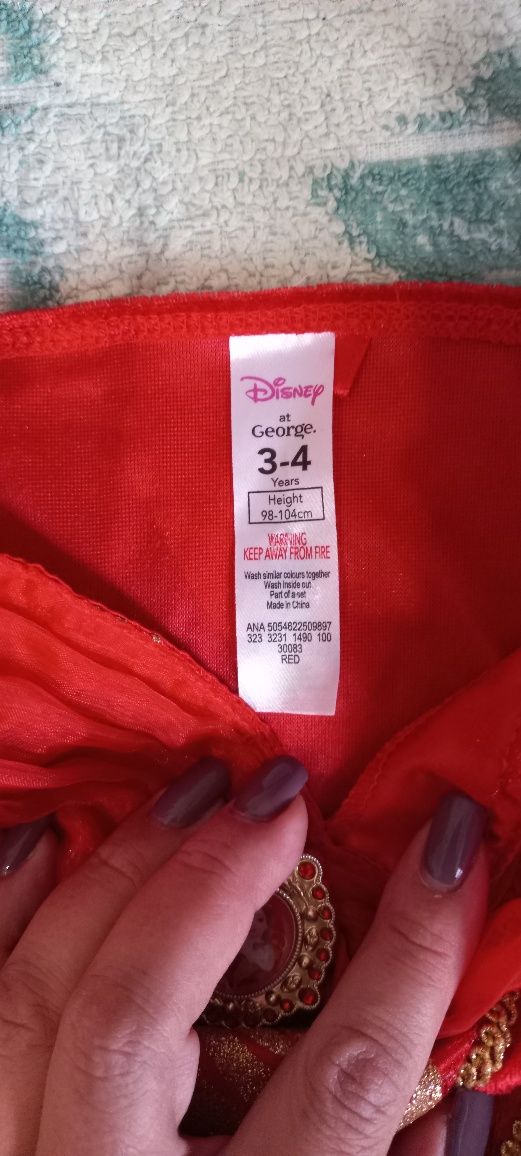 Disney
at
George.
3-4
Years
Height
98-104cm
WARNING
KEEP AWAY FROM FIRE
Wash similar colours together
Wash inside out
Part of a set
Made in China
ANA 5054622509897
323 3231 1490 100
30083
RED